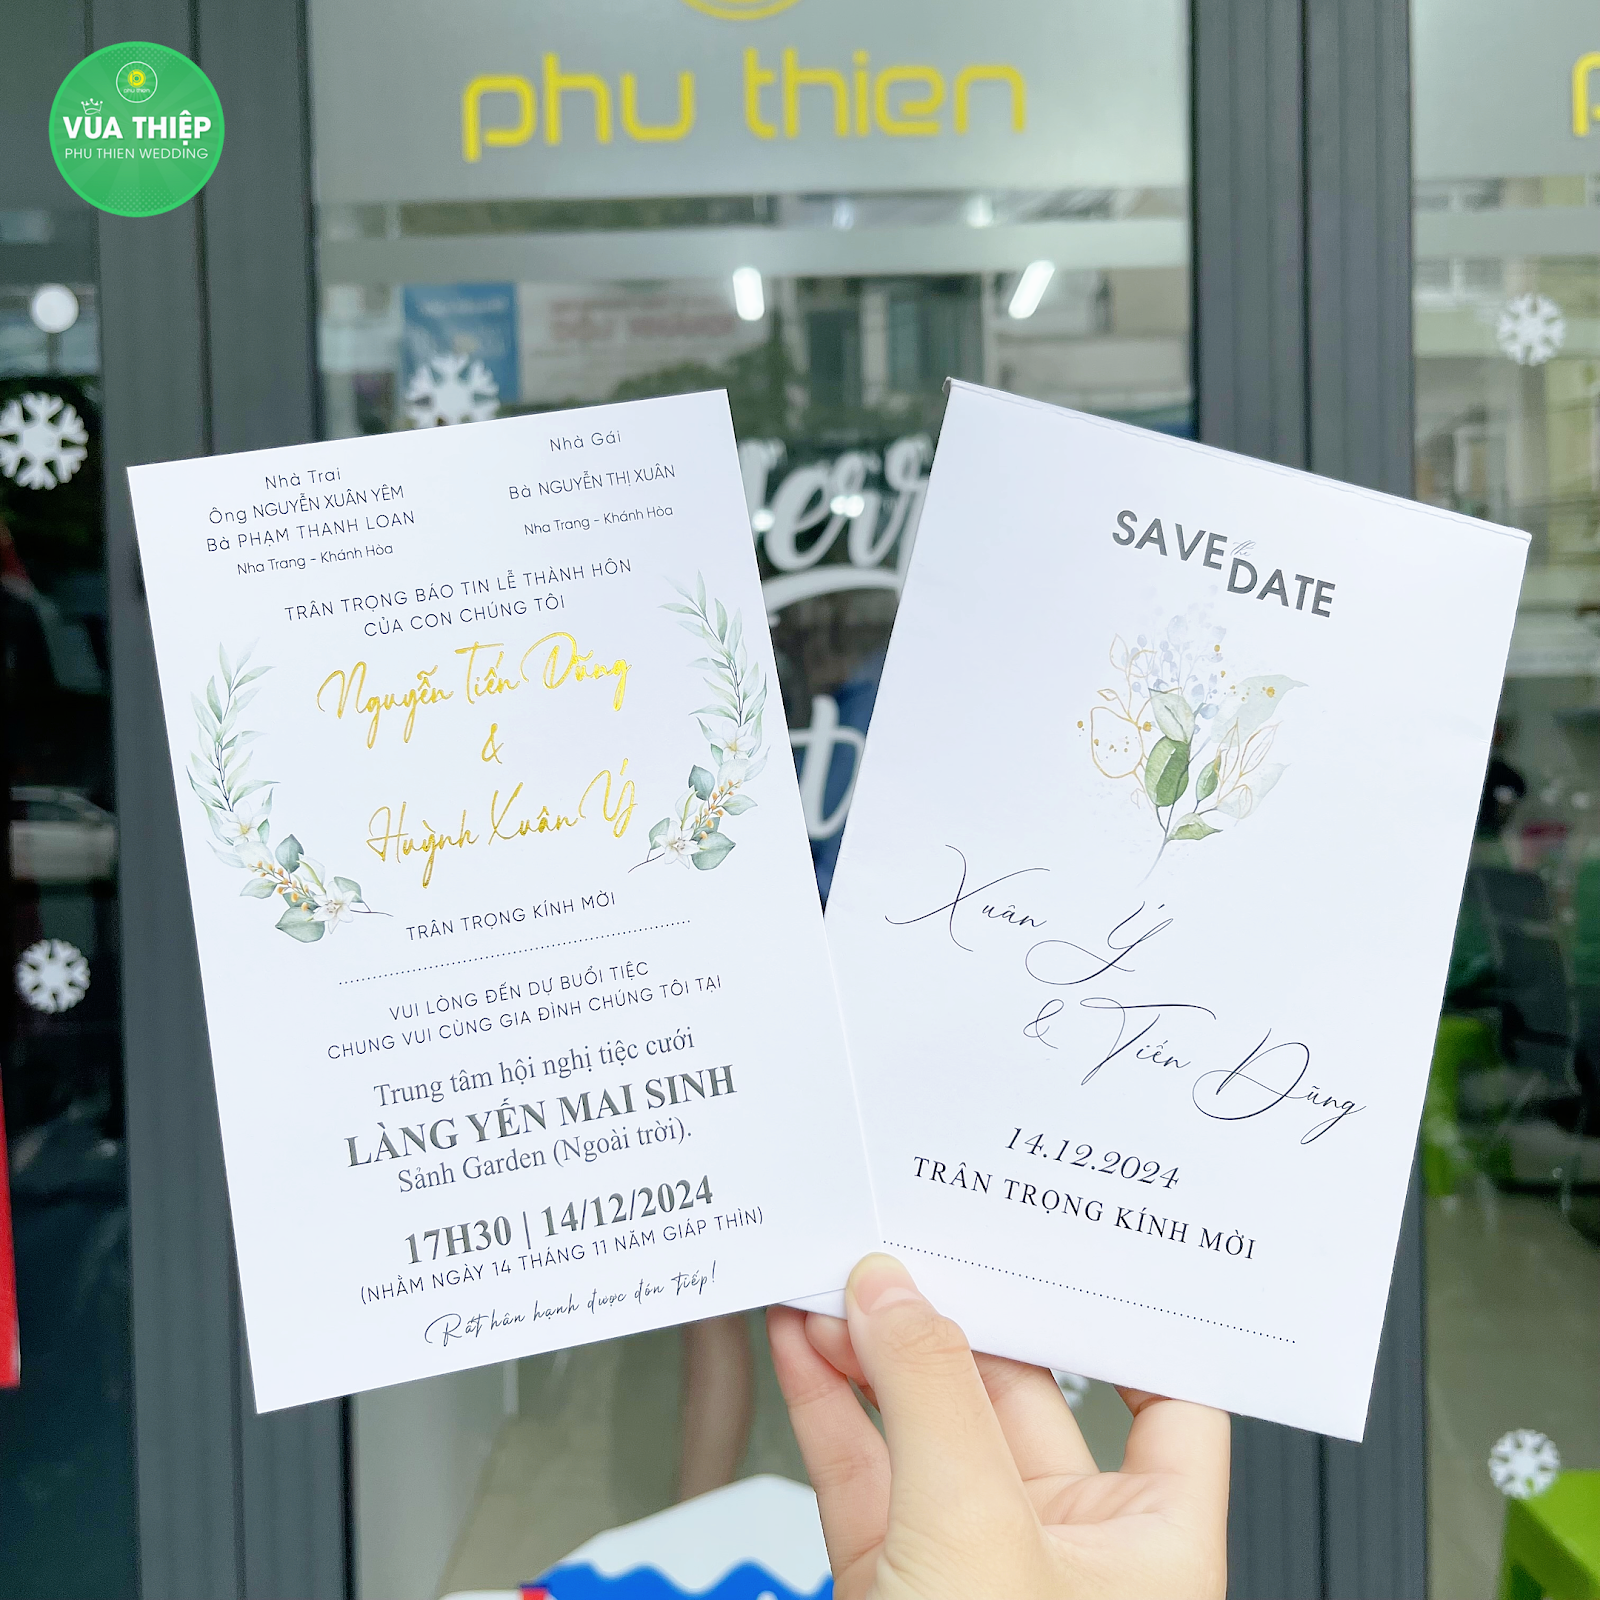 phu thien
phu thien
VŨA THIỆP
PHU THIEN WEDDING
Nhà Trai
Ông NGUYỄN XUÂN YÊM
Bà PHẠM THANH LOAN
Nha Trang - Khánh Hòa
Nhà Gái
Bà NGUYỄN THỊ XUÂN
Nha Trang - Khánh Hòa
TRÂN TRỌNG BÁO TIN LỄ THÀNH HÔN
CỦA CON CHÚNG TÔI
Nguyễn Tiến Dũng
&
Huỳnh Xuân Ý
TRÂN TRỌNG KÍNH MỜI
VUI LÒNG ĐẾN DỰ BUỔI TIỆC
CHUNG VUI CÙNG GIA ĐÌNH CHÚNG TÔI TẠI
Trung tâm hội nghị tiệc cưới
LÀNG YẾN MAI SINH
Sảnh Garden (Ngoài trời).
17H30 | 14/12/2024
(NHẰM NGÀY 14 THÁNG 11 NĂM GIÁP THÌN)
Rất hân hạnh được đón tiếp!
SAVE the
DATE
Xuân Ý
& Tiến Dũng
14.12.2024
TRÂN TRỌNG KÍNH MỜI